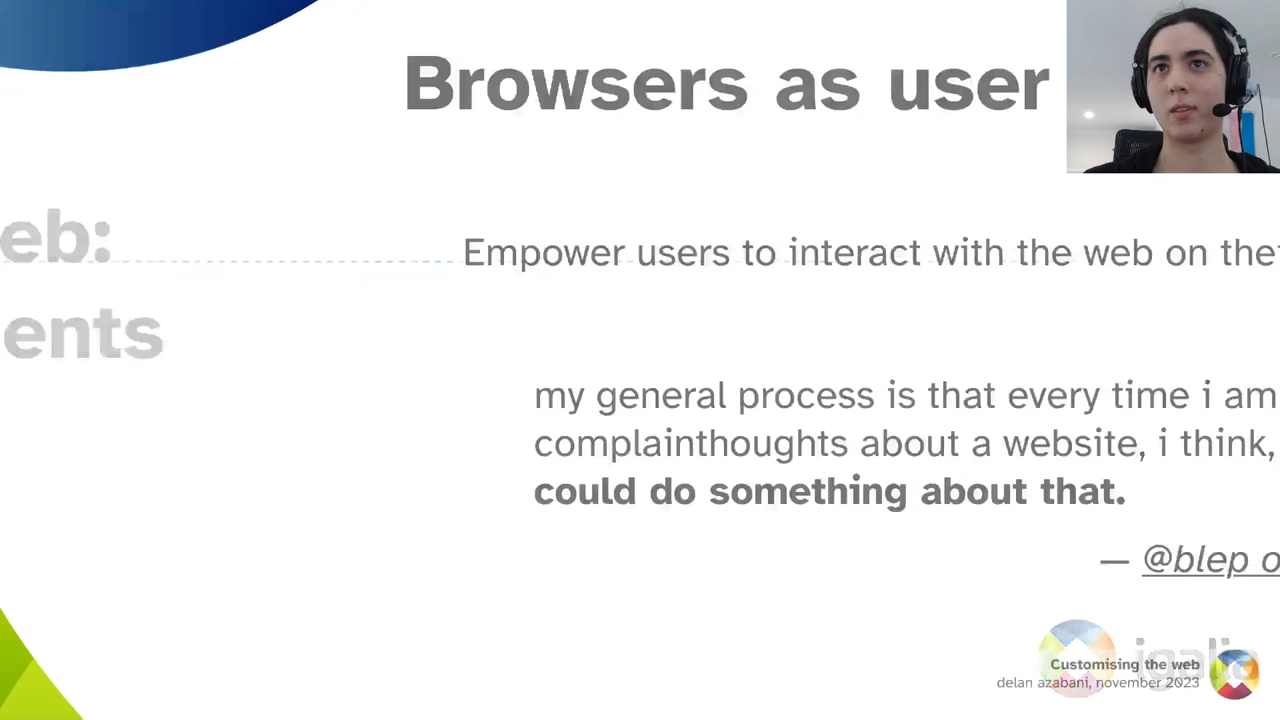 Browsers as user
eb:
ents
Empower users to interact with the web on thei
my general process is that every time i am
complainthoughts about a website, i think,
could do something about that.
— @blep o
igalia
Customising the web
delan azabani, november 2023